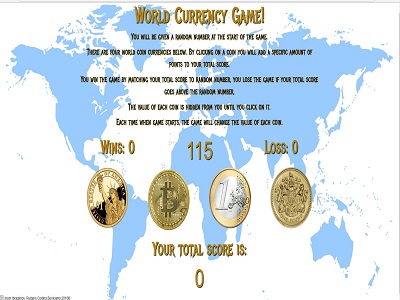 World Currency Game!
You will be given a random number at the start of the game.
There are your world coin currencies below. By clicking on a coin you will add a specific amount of
points to your total score.
You win the game by matching your total score to random number, you lose the game if your total score
goes above the random number.
The value of each coin is hidden from you until you click on it.
Each time when game starts, the game will change the value of each coin.
Wins: 0
115
Loss: 0
1
Your total score is:
0